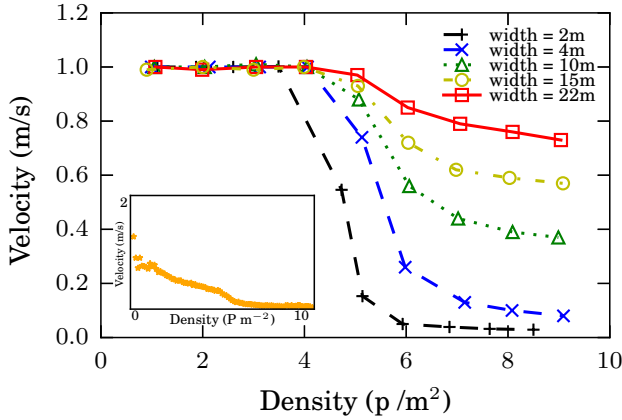 1.2
1.0
0.8
0.6
0.4
0.2
0.0
Velocity (m/s)
width = 2m
width = 4m
width = 10m
width = 15m
width = 22m
2
Velocity (m/s)
0
10
Density (P m⁻²)
0
2
4
6
8
10
Density (p /m²)